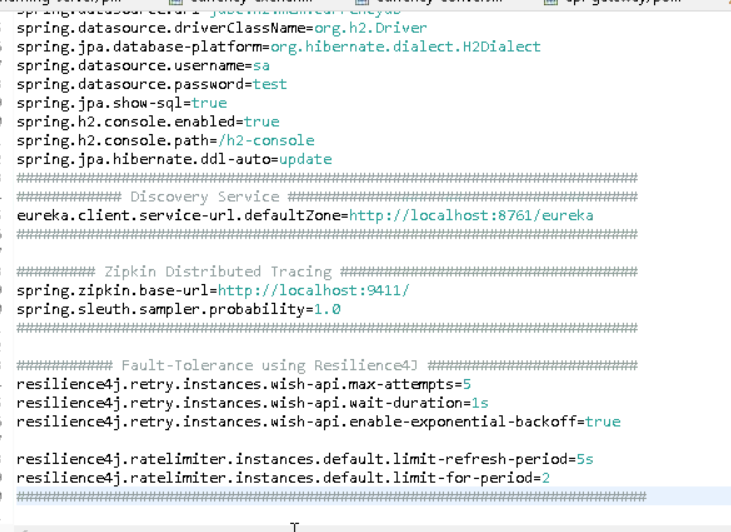 spring.datasource.driverClassName=org.h2.Driver
spring.jpa.database-platform=org.hibernate.dialect.H2Dialect
spring.datasource.username=sa
spring.datasource.password=test
spring.jpa.show-sql=true
spring.h2.console.enabled=true
spring.h2.console.path=/h2-console
spring.jpa.hibernate.ddl-auto=update
#######################################################################
############ Discovery Service ########################################
eureka.client.service-url.defaultZone=http://localhost:8761/eureka
#######################################################################
######### Zipkin Distributed Tracing ##################################
spring.zipkin.base-url=http://localhost:9411/
spring.sleuth.sampler.probability=1.0
#######################################################################
########### Fault-Tolerance using Resilience4J ########################
resilience4j.retry.instances.wish-api.max-attempts=5
resilience4j.retry.instances.wish-api.wait-duration=1s
resilience4j.retry.instances.wish-api.enable-exponential-backoff=true
resilience4j.ratelimiter.instances.default.limit-refresh-period=5s
resilience4j.ratelimiter.instances.default.limit-for-period=2
########################################################################